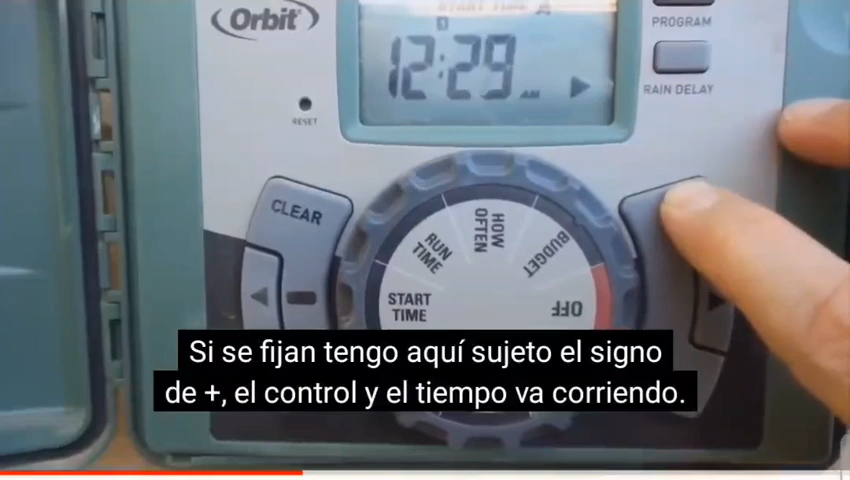 Orbit
START TIME A
12:29 AM
PROGRAM
RAIN DELAY
RESET
CLEAR
HOW OFTEN
RUN TIME
BUDGET
START TIME
OFF
Si se fijan tengo aquí sujeto el signo
de +, el control y el tiempo va corriendo.